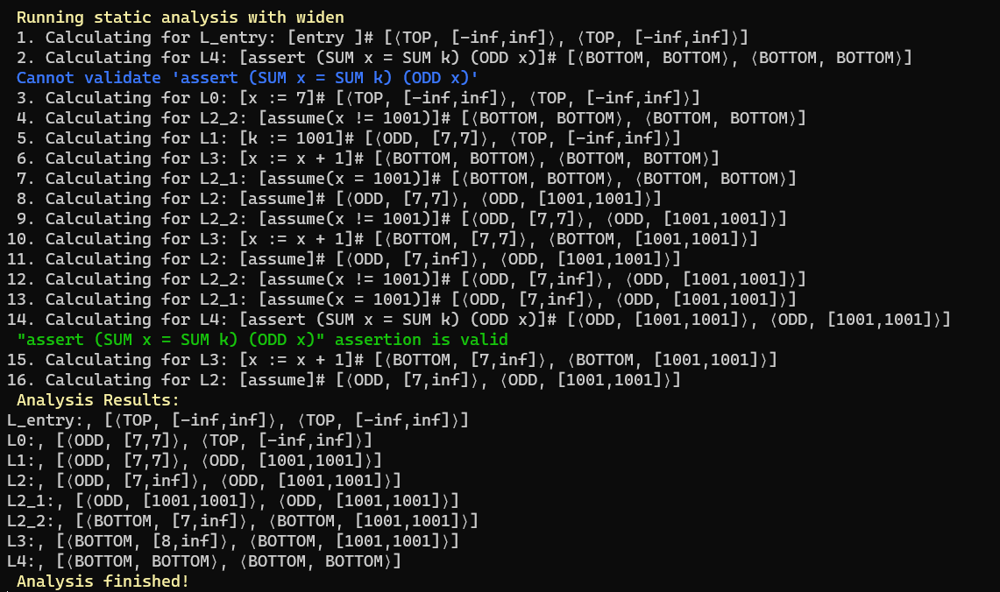 Running static analysis with widen
1. Calculating for L_entry: [entry ]# [⟨TOP, [-inf,inf]⟩, ⟨TOP, [-inf,inf]⟩]
2. Calculating for L4: [assert (SUM x = SUM k) (ODD x)]# [⟨BOTTOM, BOTTOM⟩, ⟨BOTTOM, BOTTOM⟩]
Cannot validate 'assert (SUM x = SUM k) (ODD x)'
3. Calculating for L0: [x := 7]# [⟨TOP, [-inf,inf]⟩, ⟨TOP, [-inf,inf]⟩]
4. Calculating for L2_2: [assume(x != 1001)]# [⟨BOTTOM, BOTTOM⟩, ⟨BOTTOM, BOTTOM⟩]
5. Calculating for L1: [k := 1001]# [⟨ODD, [7,7]⟩, ⟨TOP, [-inf,inf]⟩]
6. Calculating for L3: [x := x + 1]# [⟨BOTTOM, BOTTOM⟩, ⟨BOTTOM, BOTTOM⟩]
7. Calculating for L2_1: [assume(x = 1001)]# [⟨BOTTOM, BOTTOM⟩, ⟨BOTTOM, BOTTOM⟩]
8. Calculating for L2: [assume]# [⟨ODD, [7,7]⟩, ⟨ODD, [1001,1001]⟩]
9. Calculating for L2_2: [assume(x != 1001)]# [⟨ODD, [7,7]⟩, ⟨ODD, [1001,1001]⟩]
10. Calculating for L3: [x := x + 1]# [⟨BOTTOM, [7,7]⟩, ⟨BOTTOM, [1001,1001]⟩]
11. Calculating for L2: [assume]# [⟨ODD, [7,inf]⟩, ⟨ODD, [1001,1001]⟩]
12. Calculating for L2_2: [assume(x != 1001)]# [⟨ODD, [7,inf]⟩, ⟨ODD, [1001,1001]⟩]
13. Calculating for L2_1: [assume(x = 1001)]# [⟨ODD, [7,inf]⟩, ⟨ODD, [1001,1001]⟩]
14. Calculating for L4: [assert (SUM x = SUM k) (ODD x)]# [⟨ODD, [1001,1001]⟩, ⟨ODD, [1001,1001]⟩]
"assert (SUM x = SUM k) (ODD x)" assertion is valid
15. Calculating for L3: [x := x + 1]# [⟨BOTTOM, [7,inf]⟩, ⟨BOTTOM, [1001,1001]⟩]
16. Calculating for L2: [assume]# [⟨ODD, [7,inf]⟩, ⟨ODD, [1001,1001]⟩]
Analysis Results:
L_entry:, [⟨TOP, [-inf,inf]⟩, ⟨TOP, [-inf,inf]⟩]
L0:, [⟨ODD, [7,7]⟩, ⟨TOP, [-inf,inf]⟩]
L1:, [⟨ODD, [7,7]⟩, ⟨ODD, [1001,1001]⟩]
L2:, [⟨ODD, [7,inf]⟩, ⟨ODD, [1001,1001]⟩]
L2_1:, [⟨ODD, [1001,1001]⟩, ⟨ODD, [1001,1001]⟩]
L2_2:, [⟨BOTTOM, [7,inf]⟩, ⟨BOTTOM, [1001,1001]⟩]
L3:, [⟨BOTTOM, [8,inf]⟩, ⟨BOTTOM, [1001,1001]⟩]
L4:, [⟨BOTTOM, BOTTOM⟩, ⟨BOTTOM, BOTTOM⟩]
Analysis finished!